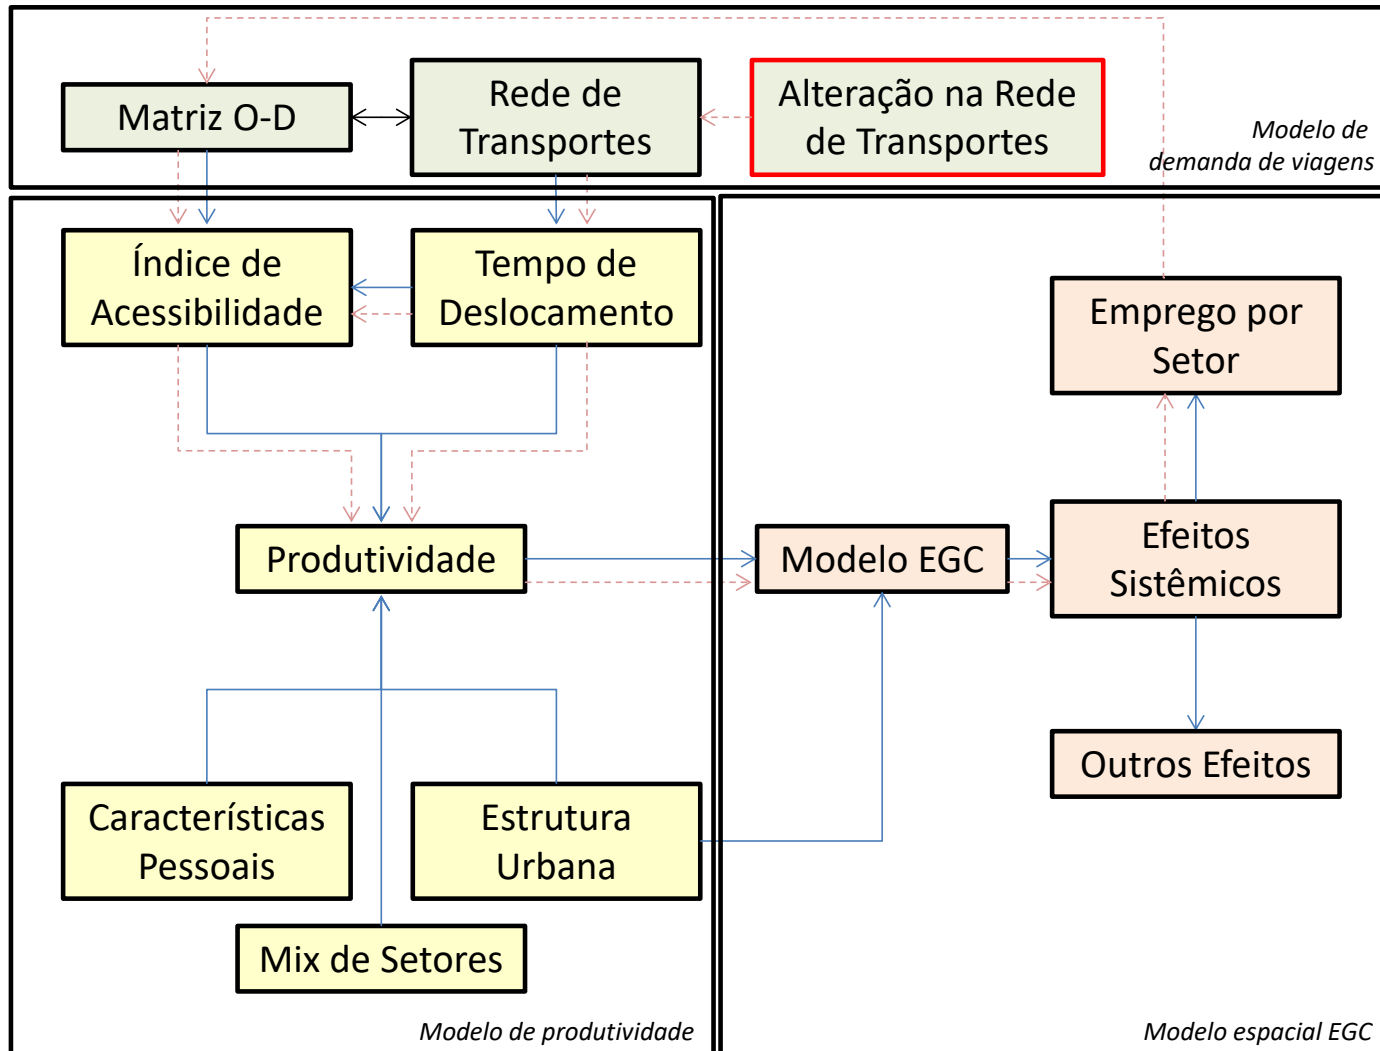 Matriz O-D
Rede de
Transportes
Alteração na Rede
de Transportes
Modelo de
demanda de viagens
Índice de
Acessibilidade
Tempo de
Deslocamento
Emprego por
Setor
Produtividade
Modelo EGC
Efeitos
Sistêmicos
Outros Efeitos
Características
Pessoais
Estrutura
Urbana
Mix de Setores
Modelo de produtividade
Modelo espacial EGC